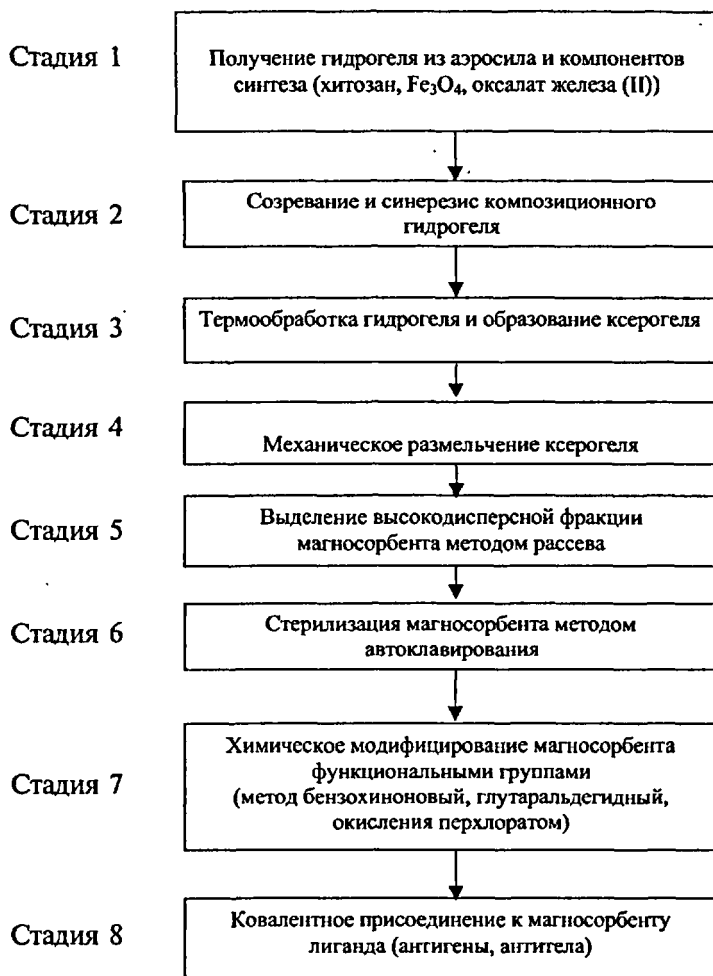 Стадия 1
Получение гидрогеля из аэросила и компонентов
синтеза (хитозан, Fe₃O₄, оксалат железа (II))
Стадия 2
Созревание и синерезис композиционного
гидрогеля
Стадия 3
Термообработка гидрогеля и образование ксерогеля
Стадия 4
Механическое размельчение ксерогеля
Стадия 5
Выделение высокодисперсной фракции
магносорбента методом рассева
Стадия 6
Стерилизация магносорбента методом
автоклавирования
Стадия 7
Химическое модифицирование магносорбента
функциональными группами
(метод бензохиноновый, глутаральдегидный,
окисления перхлоратом)
Стадия 8
Ковалентное присоединение к магносорбенту
лиганда (антигены, антитела)